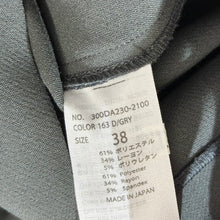 NO. 300DA230-2100
COLOR 163 D/GRY
SIZE 38
61% ポリエステル
34% レーヨン
5% ポリウレタン
61% Polyester
34% Rayon
5% Spandex
MADE IN JAPAN